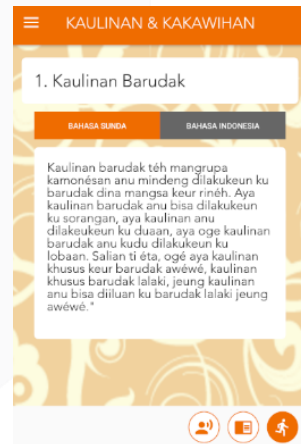 KAULINAN & KAKAWIHAN
1. Kaulinan Barudak
BAHASA SUNDA
BAHASA INDONESIA
Kaulinan barudak téh mangrupa
kamonésan anu mindeng dilakukeun ku
barudak dina mangsa keur rinéh. Aya
kaulinan barudak anu bisa dilakukeun
ku sorangan, aya kaulinan anu
dilakeukeun ku duaan, aya oge kaulinan
barudak anu kudu dilakukeun ku
lobaan. Salian ti éta, ogé aya kaulinan
khusus keur barudak awéwé, kaulinan
khusus barudak lalaki, jeung kaulinan
anu bisa diiluan ku barudak lalaki jeung
awéwé."